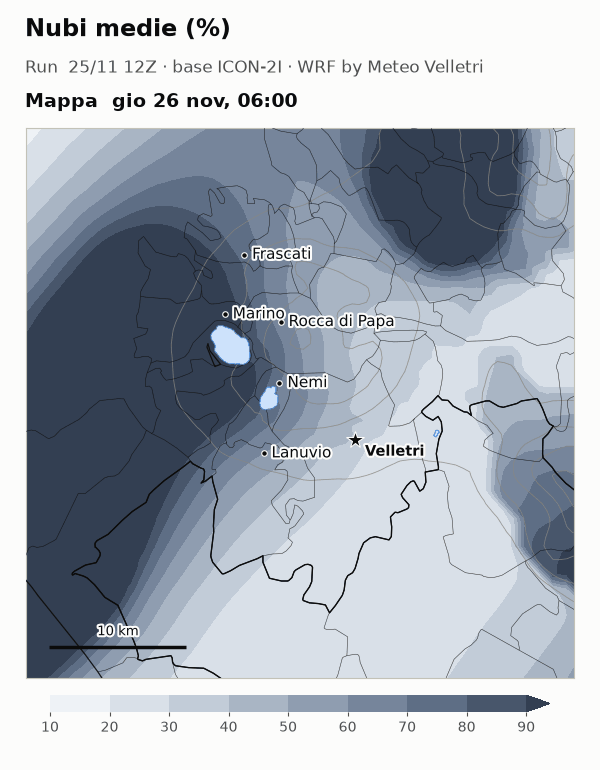 Nubi medie (%)
Run  25/11 12Z · base ICON-2I · WRF by Meteo Velletri
Mappa  gio 26 nov, 06:00
Frascati
Marino
Rocca di Papa
Nemi
Velletri
Lanuvio
10 km
10 20 30 40 50 60 70 80 90